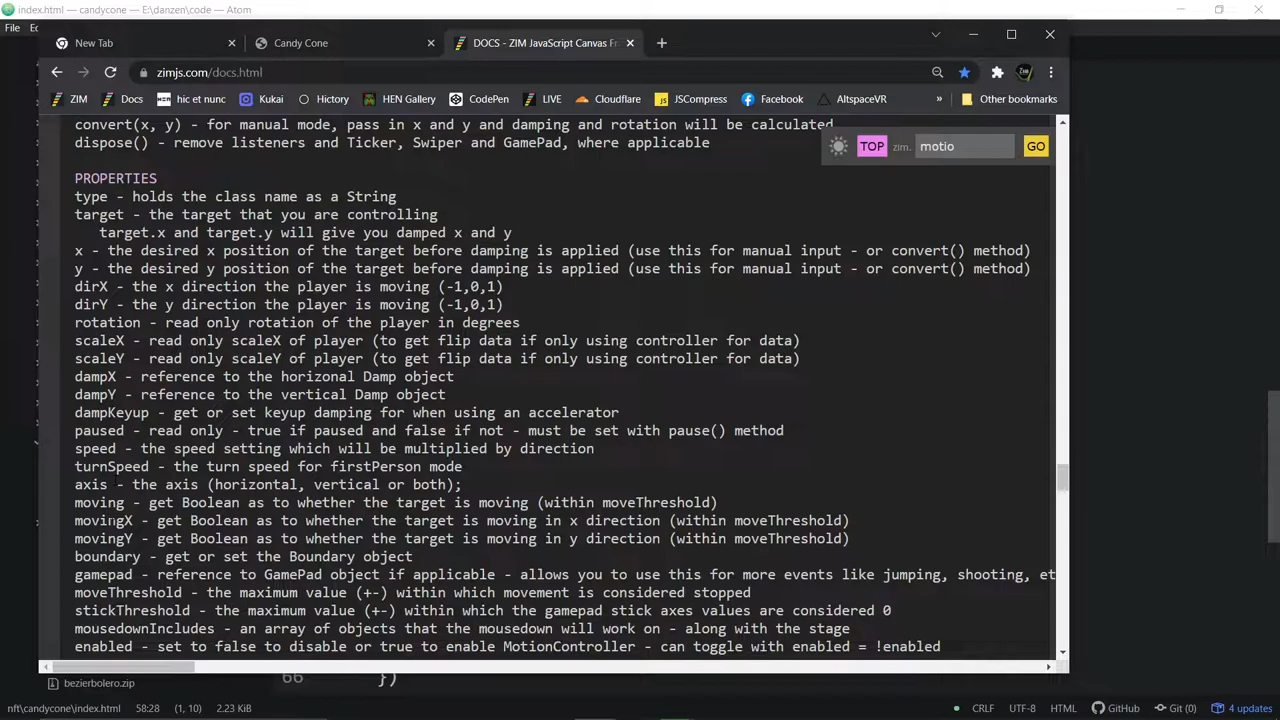 index.html — candycone — E:\danzen\code — Atom
File
New Tab
Candy Cone
DOCS - ZIM JavaScript Canvas Fr
zimjs.com/docs.html
ZIM Docs hic et nunc Kukai Hictory HEN Gallery CodePen LIVE Cloudflare JSCompress Facebook AltspaceVR » Other bookmarks
convert(x, y) - for manual mode, pass in x and y and damping and rotation will be calculated
dispose() - remove listeners and Ticker, Swiper and GamePad, where applicable
TOP zim. motio GO
PROPERTIES
type - holds the class name as a String
target - the target that you are controlling
target.x and target.y will give you damped x and y
x - the desired x position of the target before damping is applied (use this for manual input - or convert() method)
y - the desired y position of the target before damping is applied (use this for manual input - or convert() method)
dirX - the x direction the player is moving (-1,0,1)
dirY - the y direction the player is moving (-1,0,1)
rotation - read only rotation of the player in degrees
scaleX - read only scaleX of player (to get flip data if only using controller for data)
scaleY - read only scaleY of player (to get flip data if only using controller for data)
dampX - reference to the horizonal Damp object
dampY - reference to the vertical Damp object
dampKeyup - get or set keyup damping for when using an accelerator
paused - read only - true if paused and false if not - must be set with pause() method
speed - the speed setting which will be multiplied by direction
turnSpeed - the turn speed for firstPerson mode
axis - the axis (horizontal, vertical or both);
moving - get Boolean as to whether the target is moving (within moveThreshold)
movingX - get Boolean as to whether the target is moving in x direction (within moveThreshold)
movingY - get Boolean as to whether the target is moving in y direction (within moveThreshold)
boundary - get or set the Boundary object
gamepad - reference to GamePad object if applicable - allows you to use this for more events like jumping, shooting, et
moveThreshold - the maximum value (+-) within which movement is considered stopped
stickThreshold - the maximum value (+-) within which the gamepad stick axes values are considered 0
mousedownIncludes - an array of objects that the mousedown will work on - along with the stage
enabled - set to false to disable or true to enable MotionController - can toggle with enabled = !enabled
bezierbolero.zip
66 })
nft\candycone\index.html 58:28 (1, 10) 2.23 KiB CRLF UTF-8 HTML GitHub Git (0) 4 updates